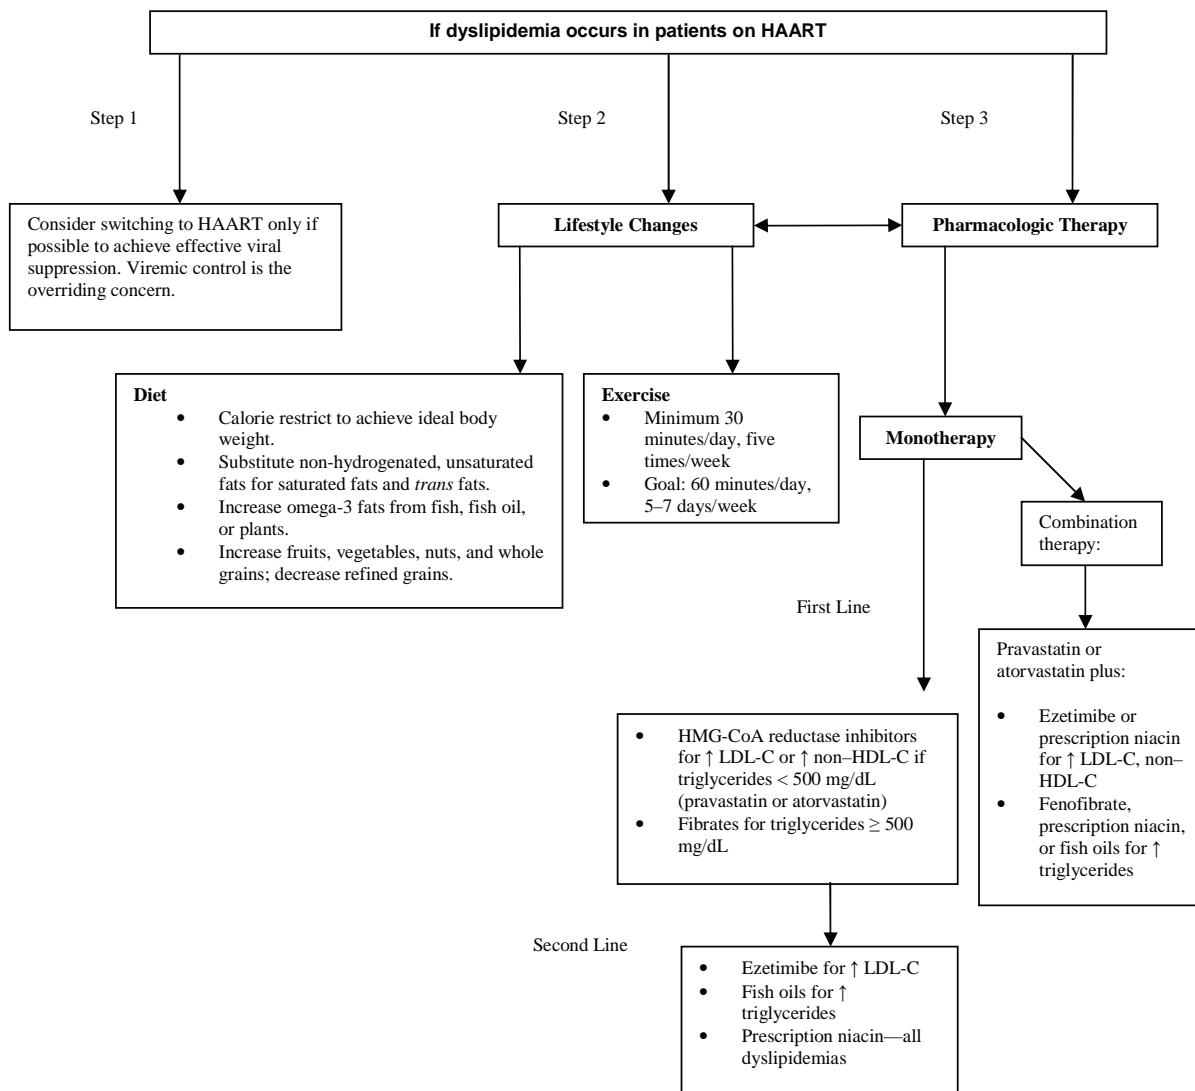 If dyslipidemia occurs in patients on HAART
Step 1
Step 2
Step 3
Consider switching to HAART only if
possible to achieve effective viral
suppression. Viremic control is the
overriding concern.
Lifestyle Changes
Pharmacologic Therapy
Diet
• Calorie restrict to achieve ideal body
weight.
• Substitute non-hydrogenated, unsaturated
fats for saturated fats and trans fats.
• Increase omega-3 fats from fish, fish oil,
or plants.
• Increase fruits, vegetables, nuts, and whole
grains; decrease refined grains.
Exercise
• Minimum 30
minutes/day, five
times/week
• Goal: 60 minutes/day,
5–7 days/week
Monotherapy
Combination
therapy:
First Line
Pravastatin or
atorvastatin plus:
• Ezetimibe or
prescription niacin
for ↑ LDL-C, non–
HDL-C
• Fenofibrate,
prescription niacin,
or fish oils for ↑
triglycerides
• HMG-CoA reductase inhibitors
for ↑ LDL-C or ↑ non–HDL-C if
triglycerides < 500 mg/dL
(pravastatin or atorvastatin)
• Fibrates for triglycerides ≥ 500
mg/dL
Second Line
• Ezetimibe for ↑ LDL-C
• Fish oils for ↑
triglycerides
• Prescription niacin—all
dyslipidemias